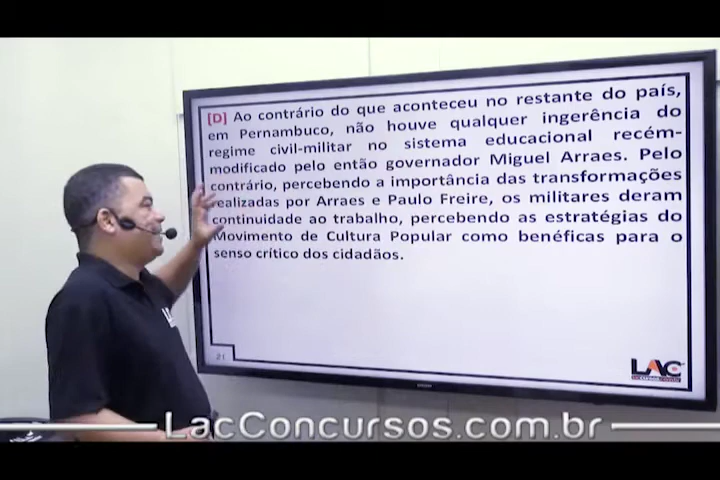 [D] Ao contrário do que aconteceu no restante do país,
em Pernambuco, não houve qualquer ingerência do
regime civil-militar no sistema educacional recém-
modificado pelo então governador Miguel Arraes. Pelo
contrário, percebendo a importância das transformações
realizadas por Arraes e Paulo Freire, os militares deram
continuidade ao trabalho, percebendo as estratégias do
Movimento de Cultura Popular como benéficas para o
senso crítico dos cidadãos.
21
LAC
LacConcursos.com.br